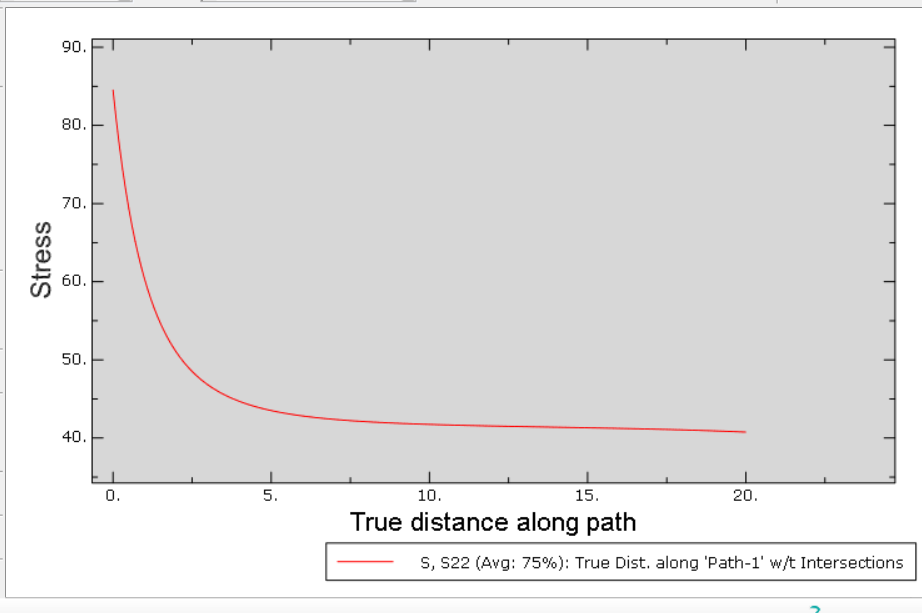 90.
80.
70.
60.
50.
40.
Stress
0. 5. 10. 15. 20.
True distance along path
S, S22 (Avg: 75%): True Dist. along 'Path-1' w/t Intersections